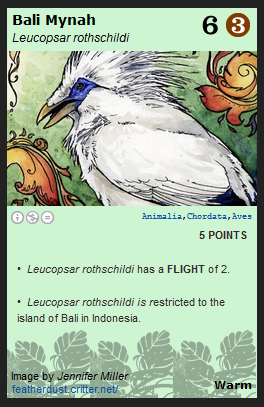 Bali Mynah 6 3
Leucopsar rothschildi
Animalia,Chordata,Aves
5 POINTS
• Leucopsar rothschildi has a FLIGHT of 2.
• Leucopsar rothschildi is restricted to the
island of Bali in Indonesia.
Image by Jennifer Miller
featherdust.critter.net/
Warm